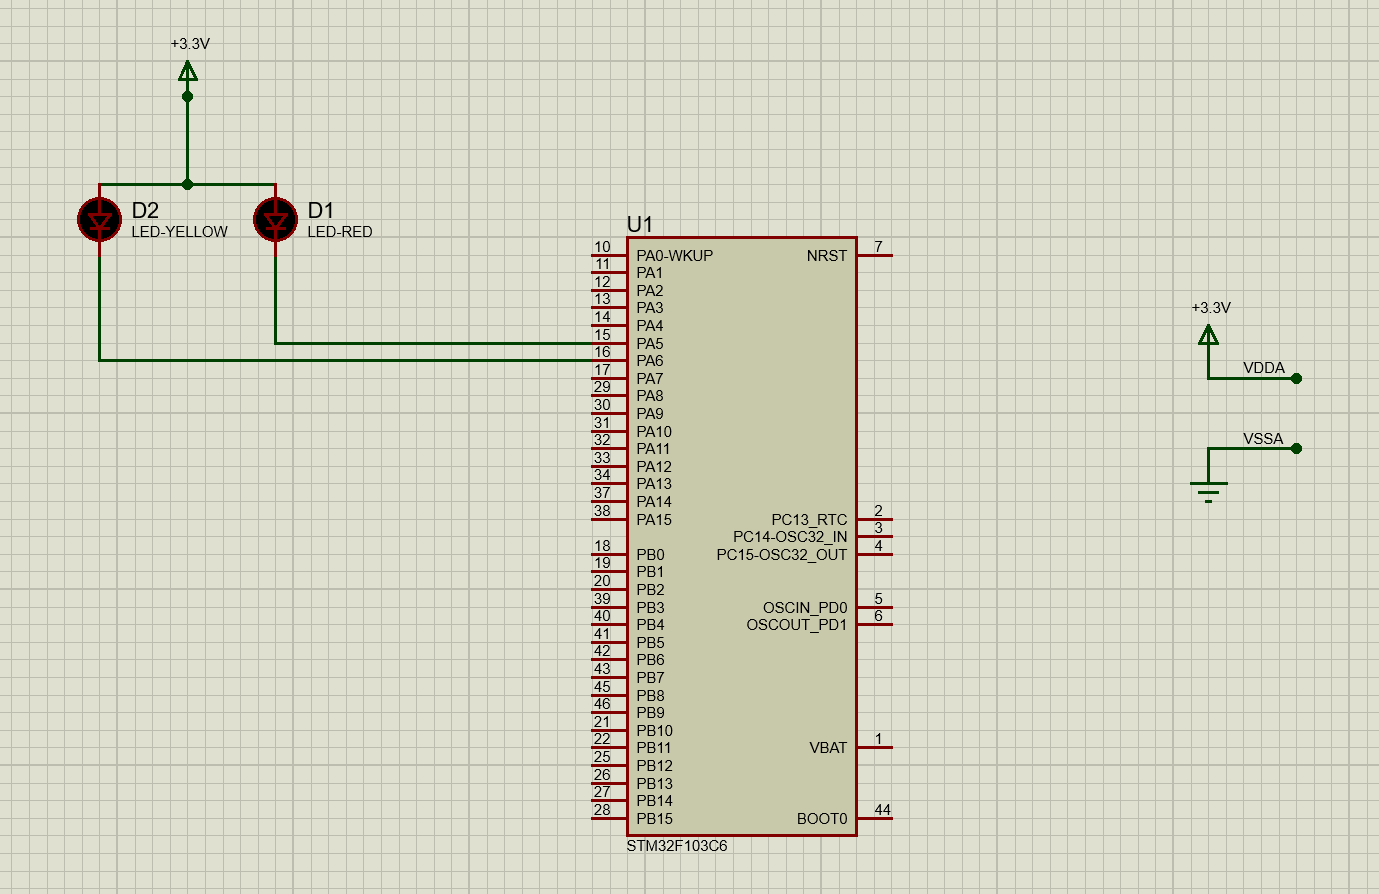 +3.3V
D2
LED-YELLOW
D1
LED-RED
U1
10 PA0-WKUP
11 PA1
12 PA2
13 PA3
14 PA4
15 PA5
16 PA6
17 PA7
29 PA8
30 PA9
31 PA10
32 PA11
33 PA12
34 PA13
37 PA14
38 PA15
18 PB0
19 PB1
20 PB2
39 PB3
40 PB4
41 PB5
42 PB6
43 PB7
45 PB8
46 PB9
21 PB10
22 PB11
25 PB12
26 PB13
27 PB14
28 PB15
NRST 7
PC13_RTC 2
PC14-OSC32_IN 3
PC15-OSC32_OUT 4
OSCIN_PD0 5
OSCOUT_PD1 6
VBAT 1
BOOT0 44
STM32F103C6
+3.3V
VDDA
VSSA